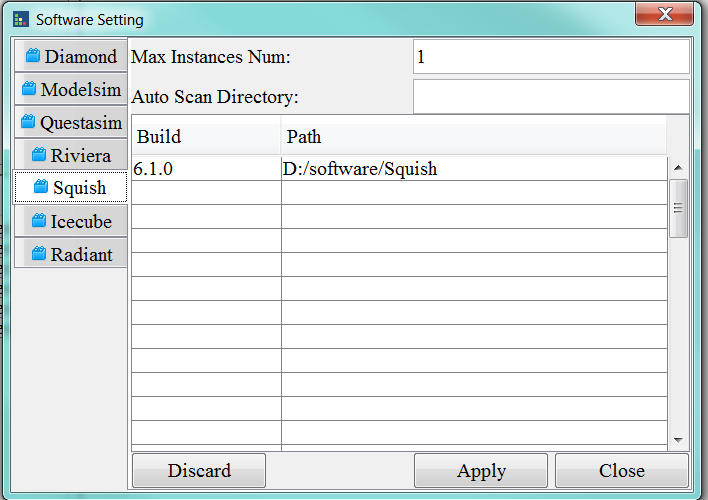 Software Setting
Diamond
Modelsim
Questasim
Riviera
Squish
Icecube
Radiant
Max Instances Num: 1
Auto Scan Directory:
Build Path
6.1.0 D:/software/Squish
Discard Apply Close